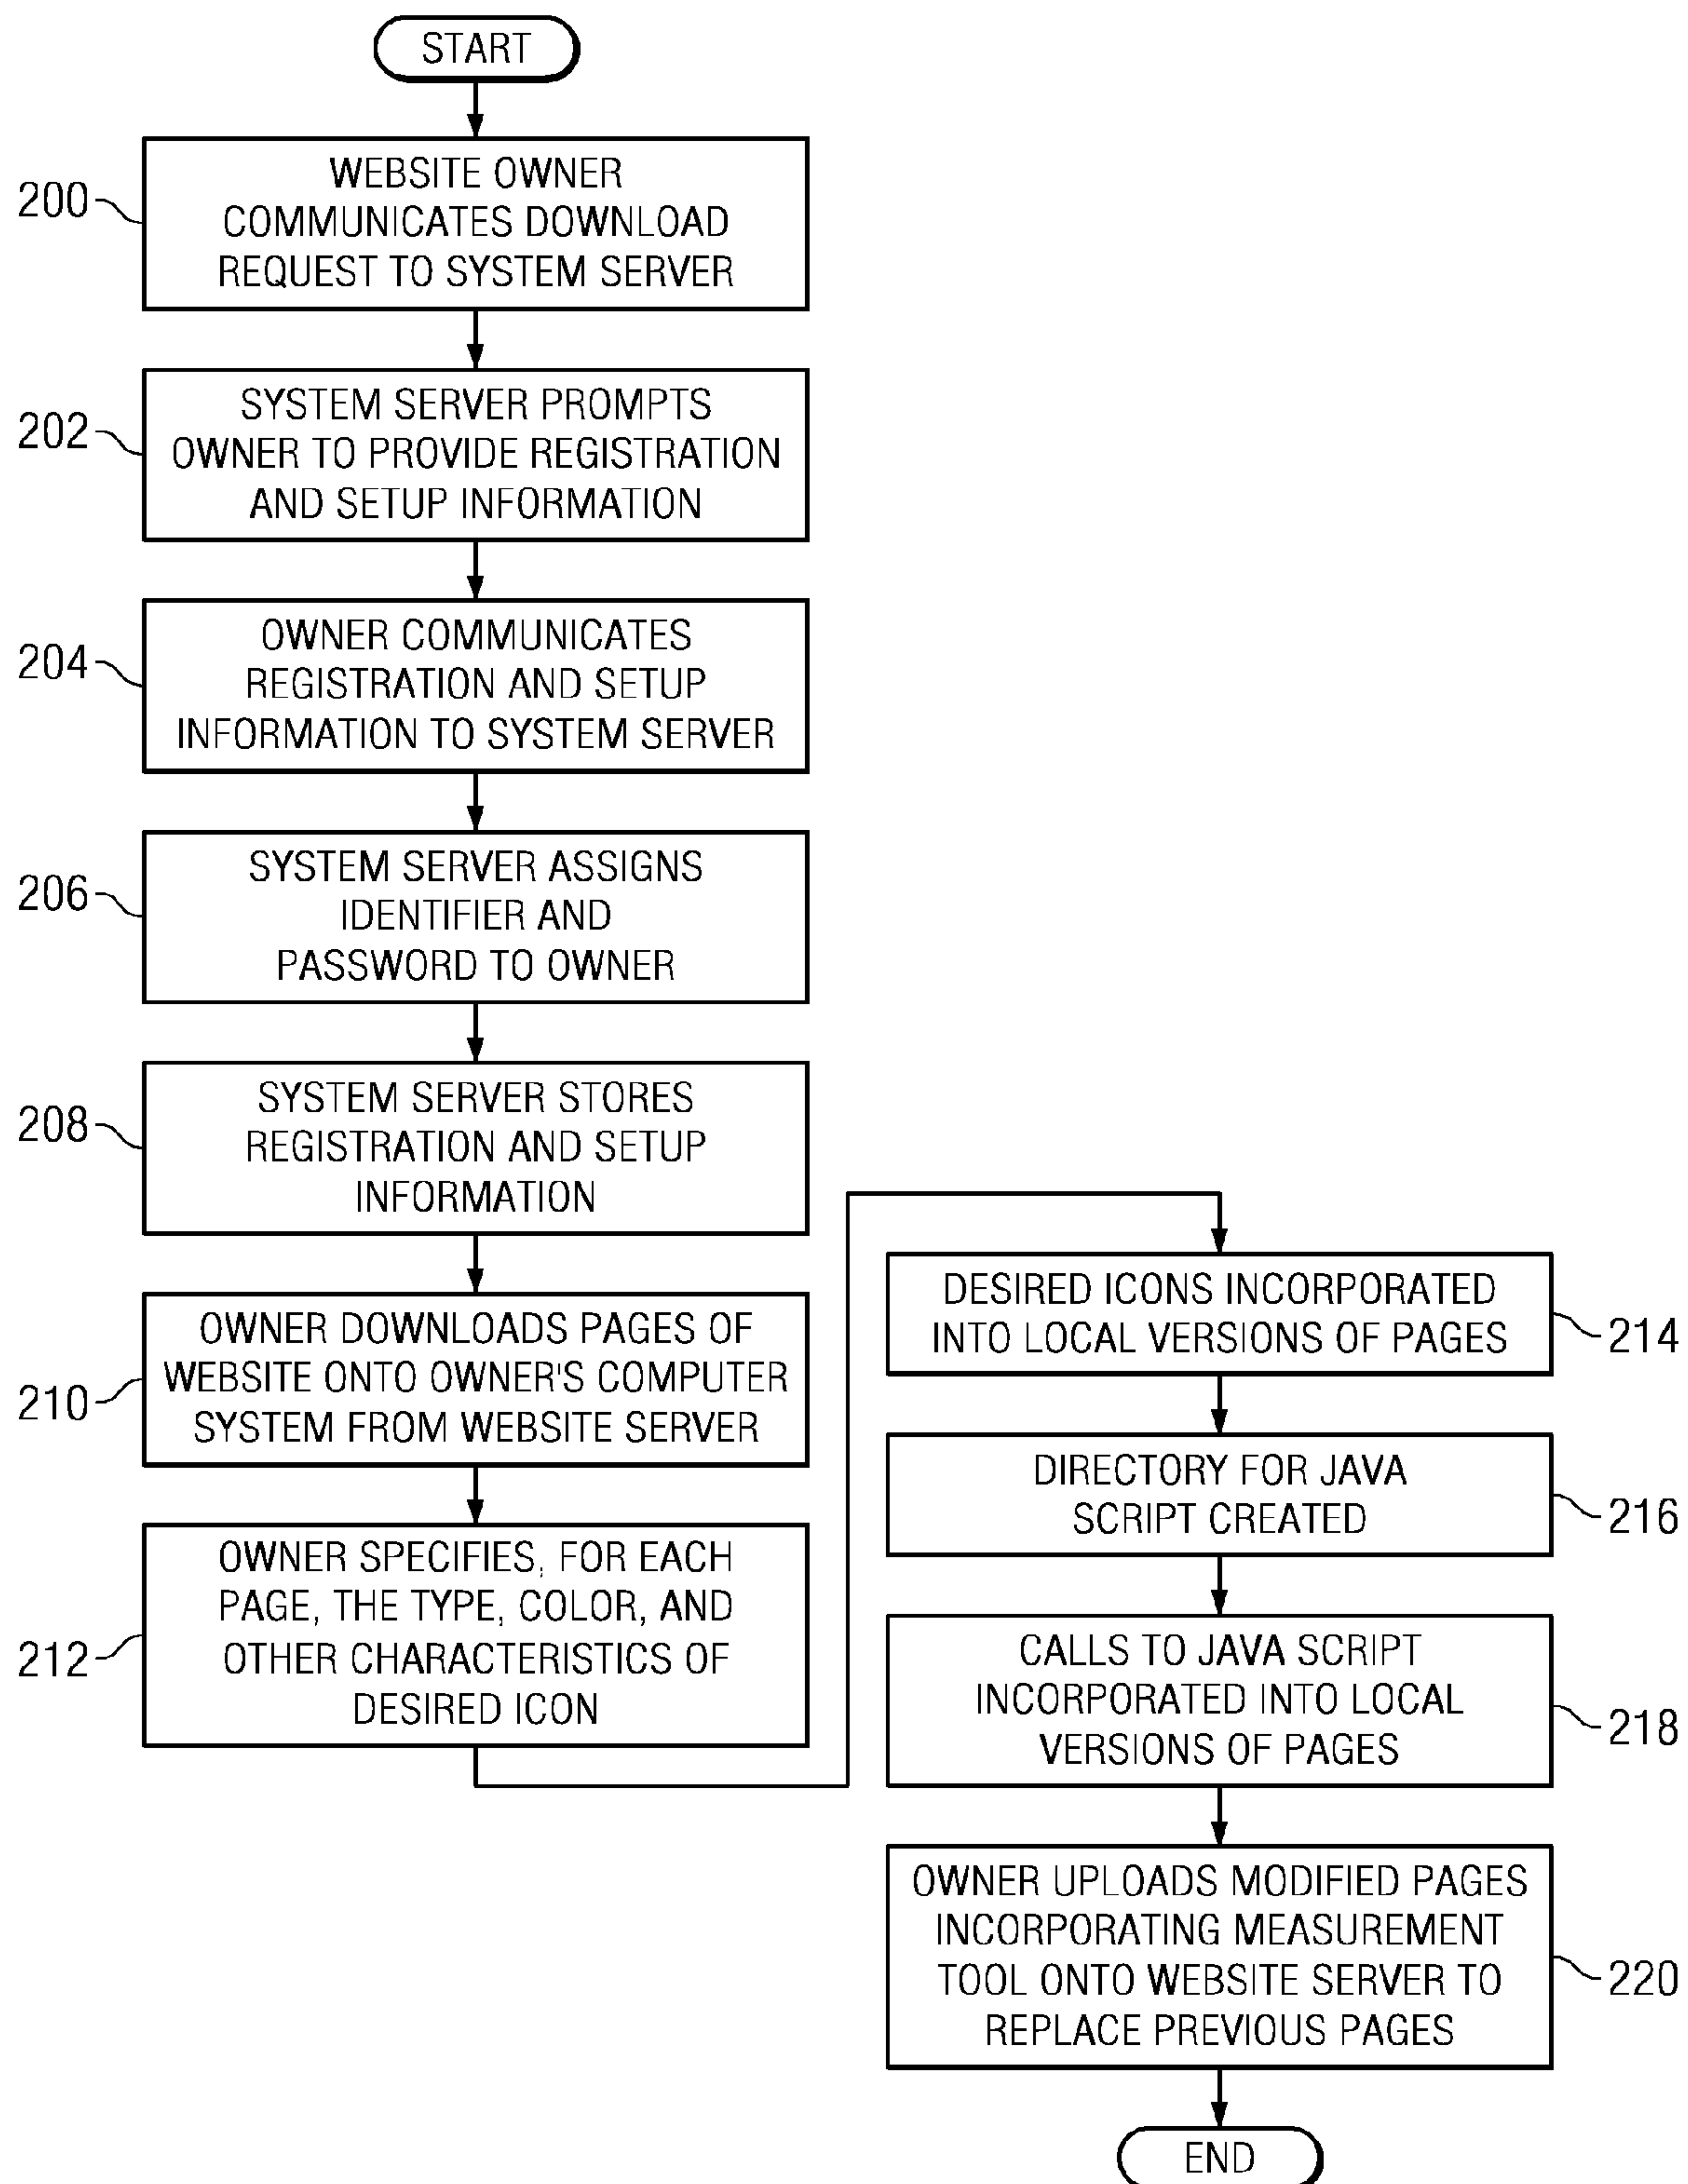 START
200
WEBSITE OWNER
COMMUNICATES DOWNLOAD
REQUEST TO SYSTEM SERVER
202
SYSTEM SERVER PROMPTS
OWNER TO PROVIDE REGISTRATION
AND SETUP INFORMATION
204
OWNER COMMUNICATES
REGISTRATION AND SETUP
INFORMATION TO SYSTEM SERVER
206
SYSTEM SERVER ASSIGNS
IDENTIFIER AND
PASSWORD TO OWNER
208
SYSTEM SERVER STORES
REGISTRATION AND SETUP
INFORMATION
210
OWNER DOWNLOADS PAGES OF
WEBSITE ONTO OWNER'S COMPUTER
SYSTEM FROM WEBSITE SERVER
212
OWNER SPECIFIES, FOR EACH
PAGE, THE TYPE, COLOR, AND
OTHER CHARACTERISTICS OF
DESIRED ICON
DESIRED ICONS INCORPORATED
INTO LOCAL VERSIONS OF PAGES
214
DIRECTORY FOR JAVA
SCRIPT CREATED
216
CALLS TO JAVA SCRIPT
INCORPORATED INTO LOCAL
VERSIONS OF PAGES
218
OWNER UPLOADS MODIFIED PAGES
INCORPORATING MEASUREMENT
TOOL ONTO WEBSITE SERVER TO
REPLACE PREVIOUS PAGES
220
END